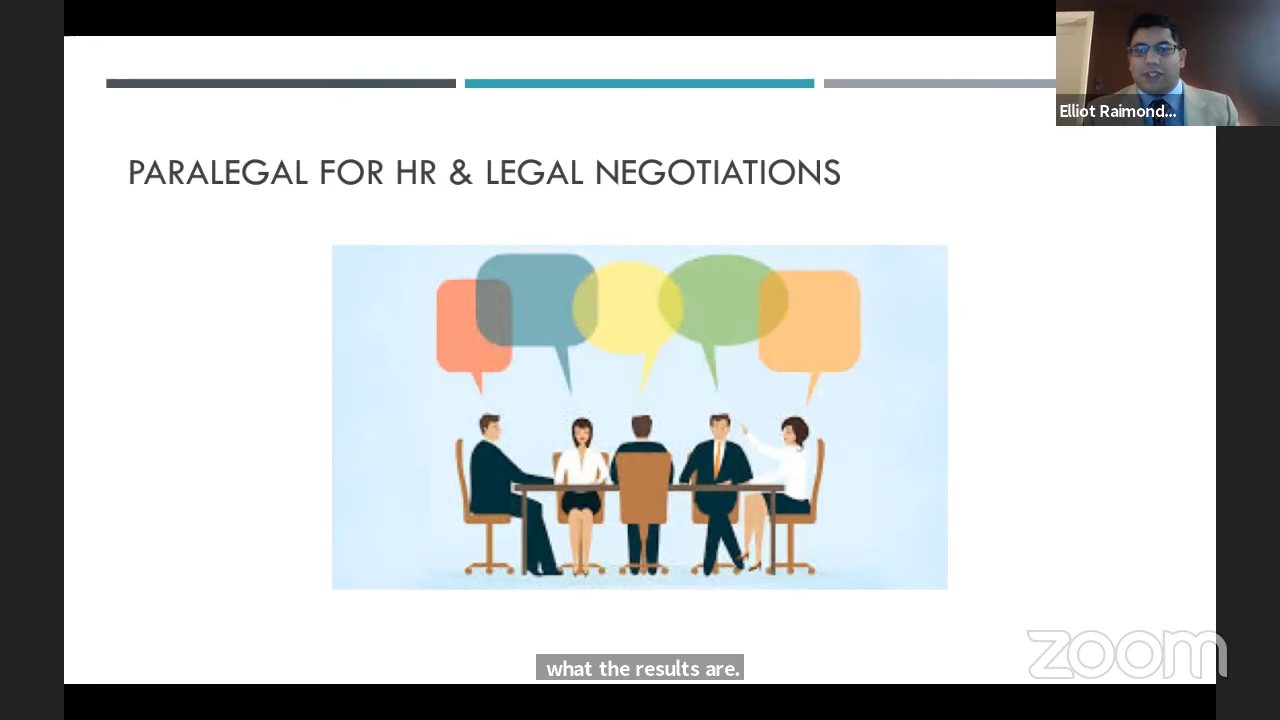 Elliot Raimond...
PARALEGAL FOR HR & LEGAL NEGOTIATIONS
what the results are.
zoom